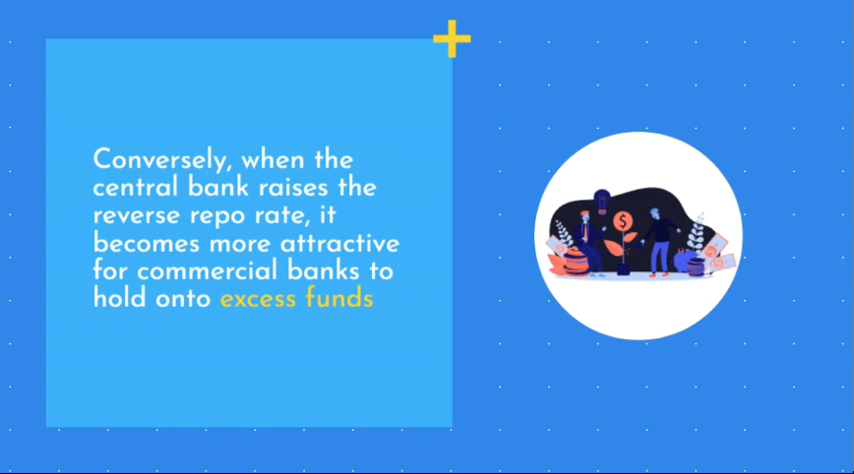 Conversely, when the
central bank raises the
reverse repo rate, it
becomes more attractive
for commercial banks to
hold onto excess funds
$